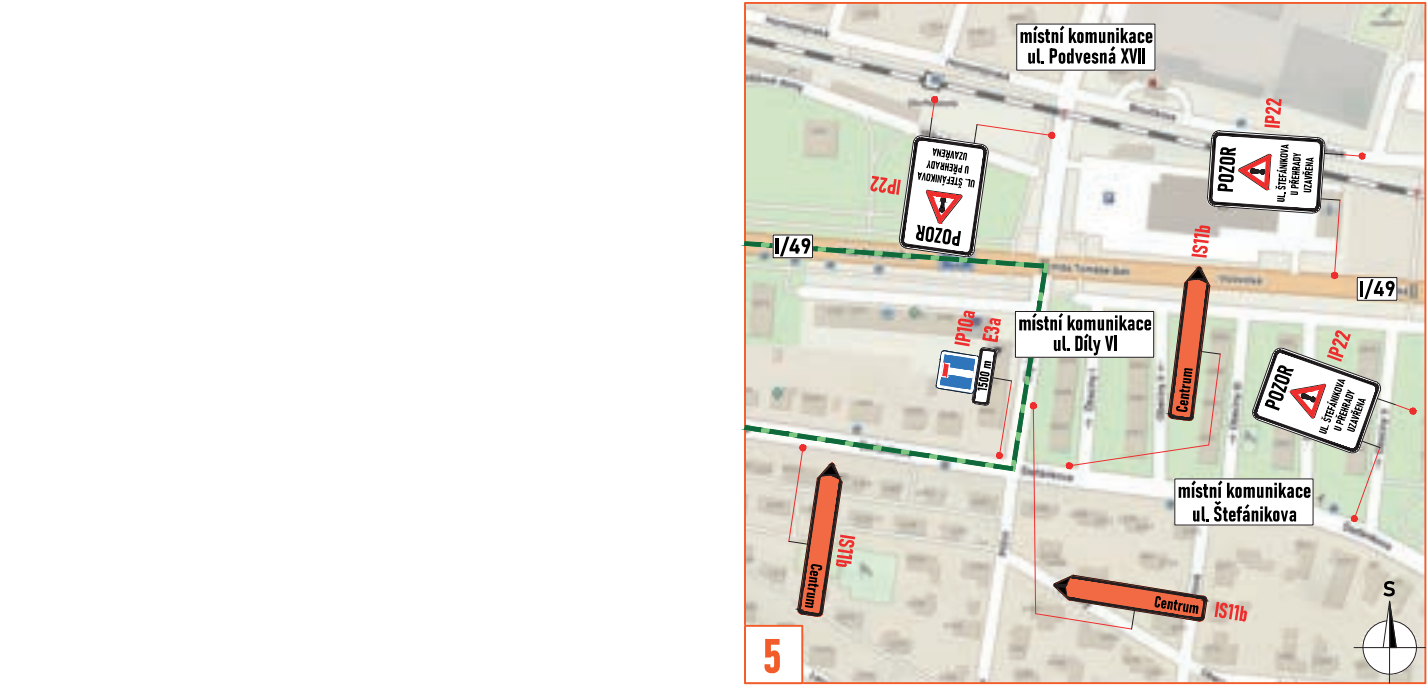 místní komunikace
ul. Podvesná XVII
IP22
POZOR
UL. ŠTEFÁNIKOVA
U PŘEHRADY
UZAVŘENA
IP22
POZOR
UL. ŠTEFÁNIKOVA
U PŘEHRADY
UZAVŘENA
I/49
IS11b
Centrum
I/49
IP10a
E3a
1500 m
místní komunikace
ul. Díly VI
IP22
POZOR
UL. ŠTEFÁNIKOVA
U PŘEHRADY
UZAVŘENA
místní komunikace
ul. Štefánikova
IS11b
Centrum
Centrum
IS11b
S
5